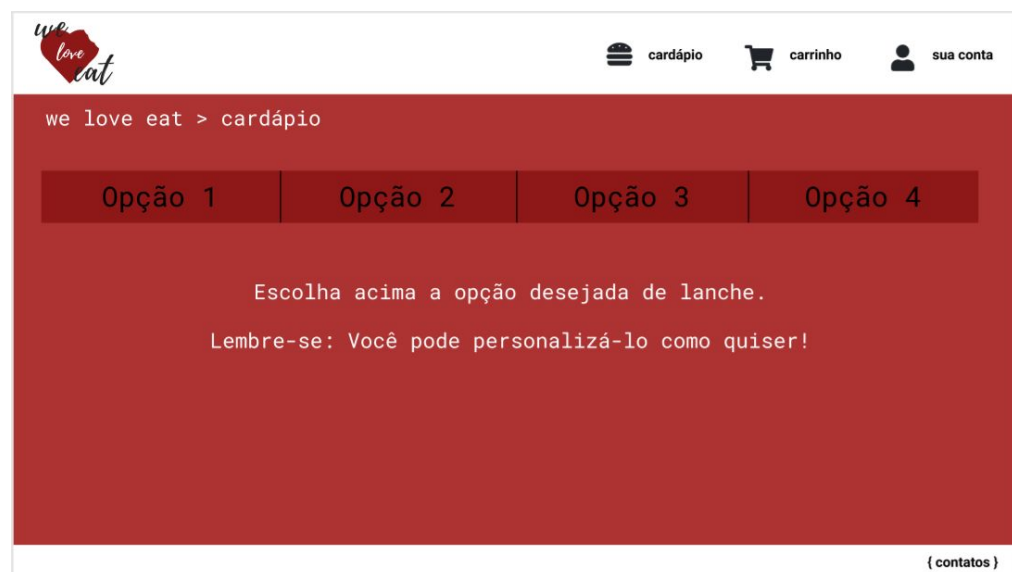 we
love
eat
cardápio carrinho sua conta
we love eat > cardápio
Opção 1 Opção 2 Opção 3 Opção 4
Escolha acima a opção desejada de lanche.
Lembre-se: Você pode personalizá-lo como quiser!
{ contatos }